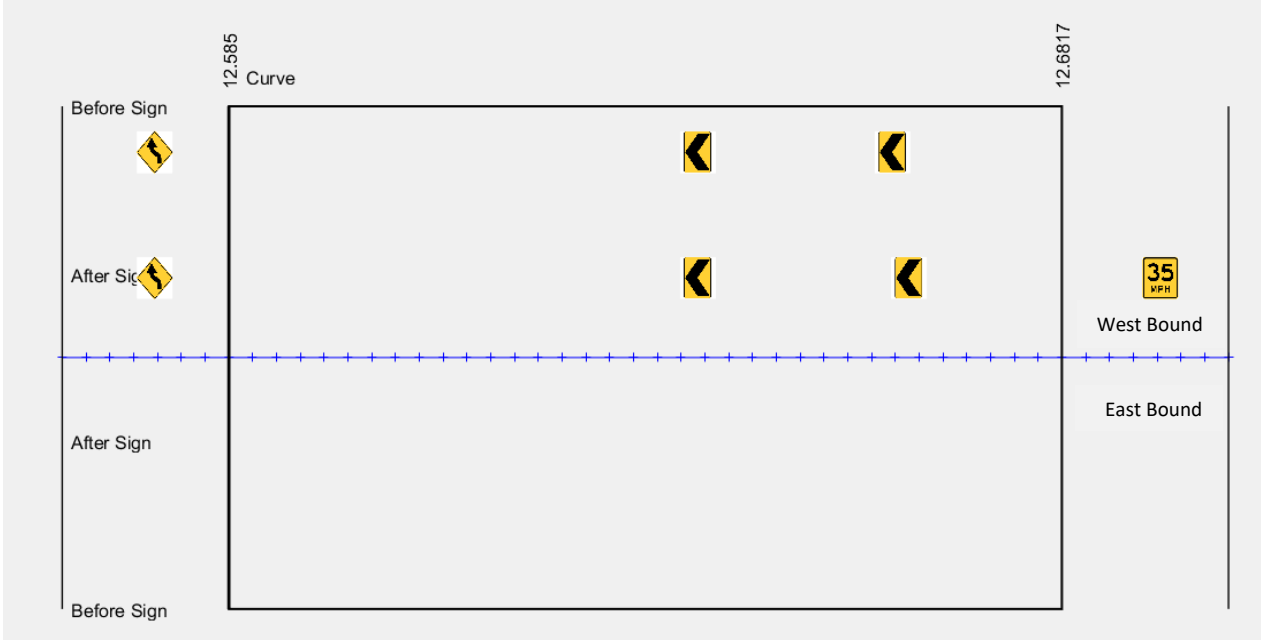 12.585
12.6817
Curve
Before Sign
After Sig
35
MPH
West Bound
East Bound
After Sign
Before Sign